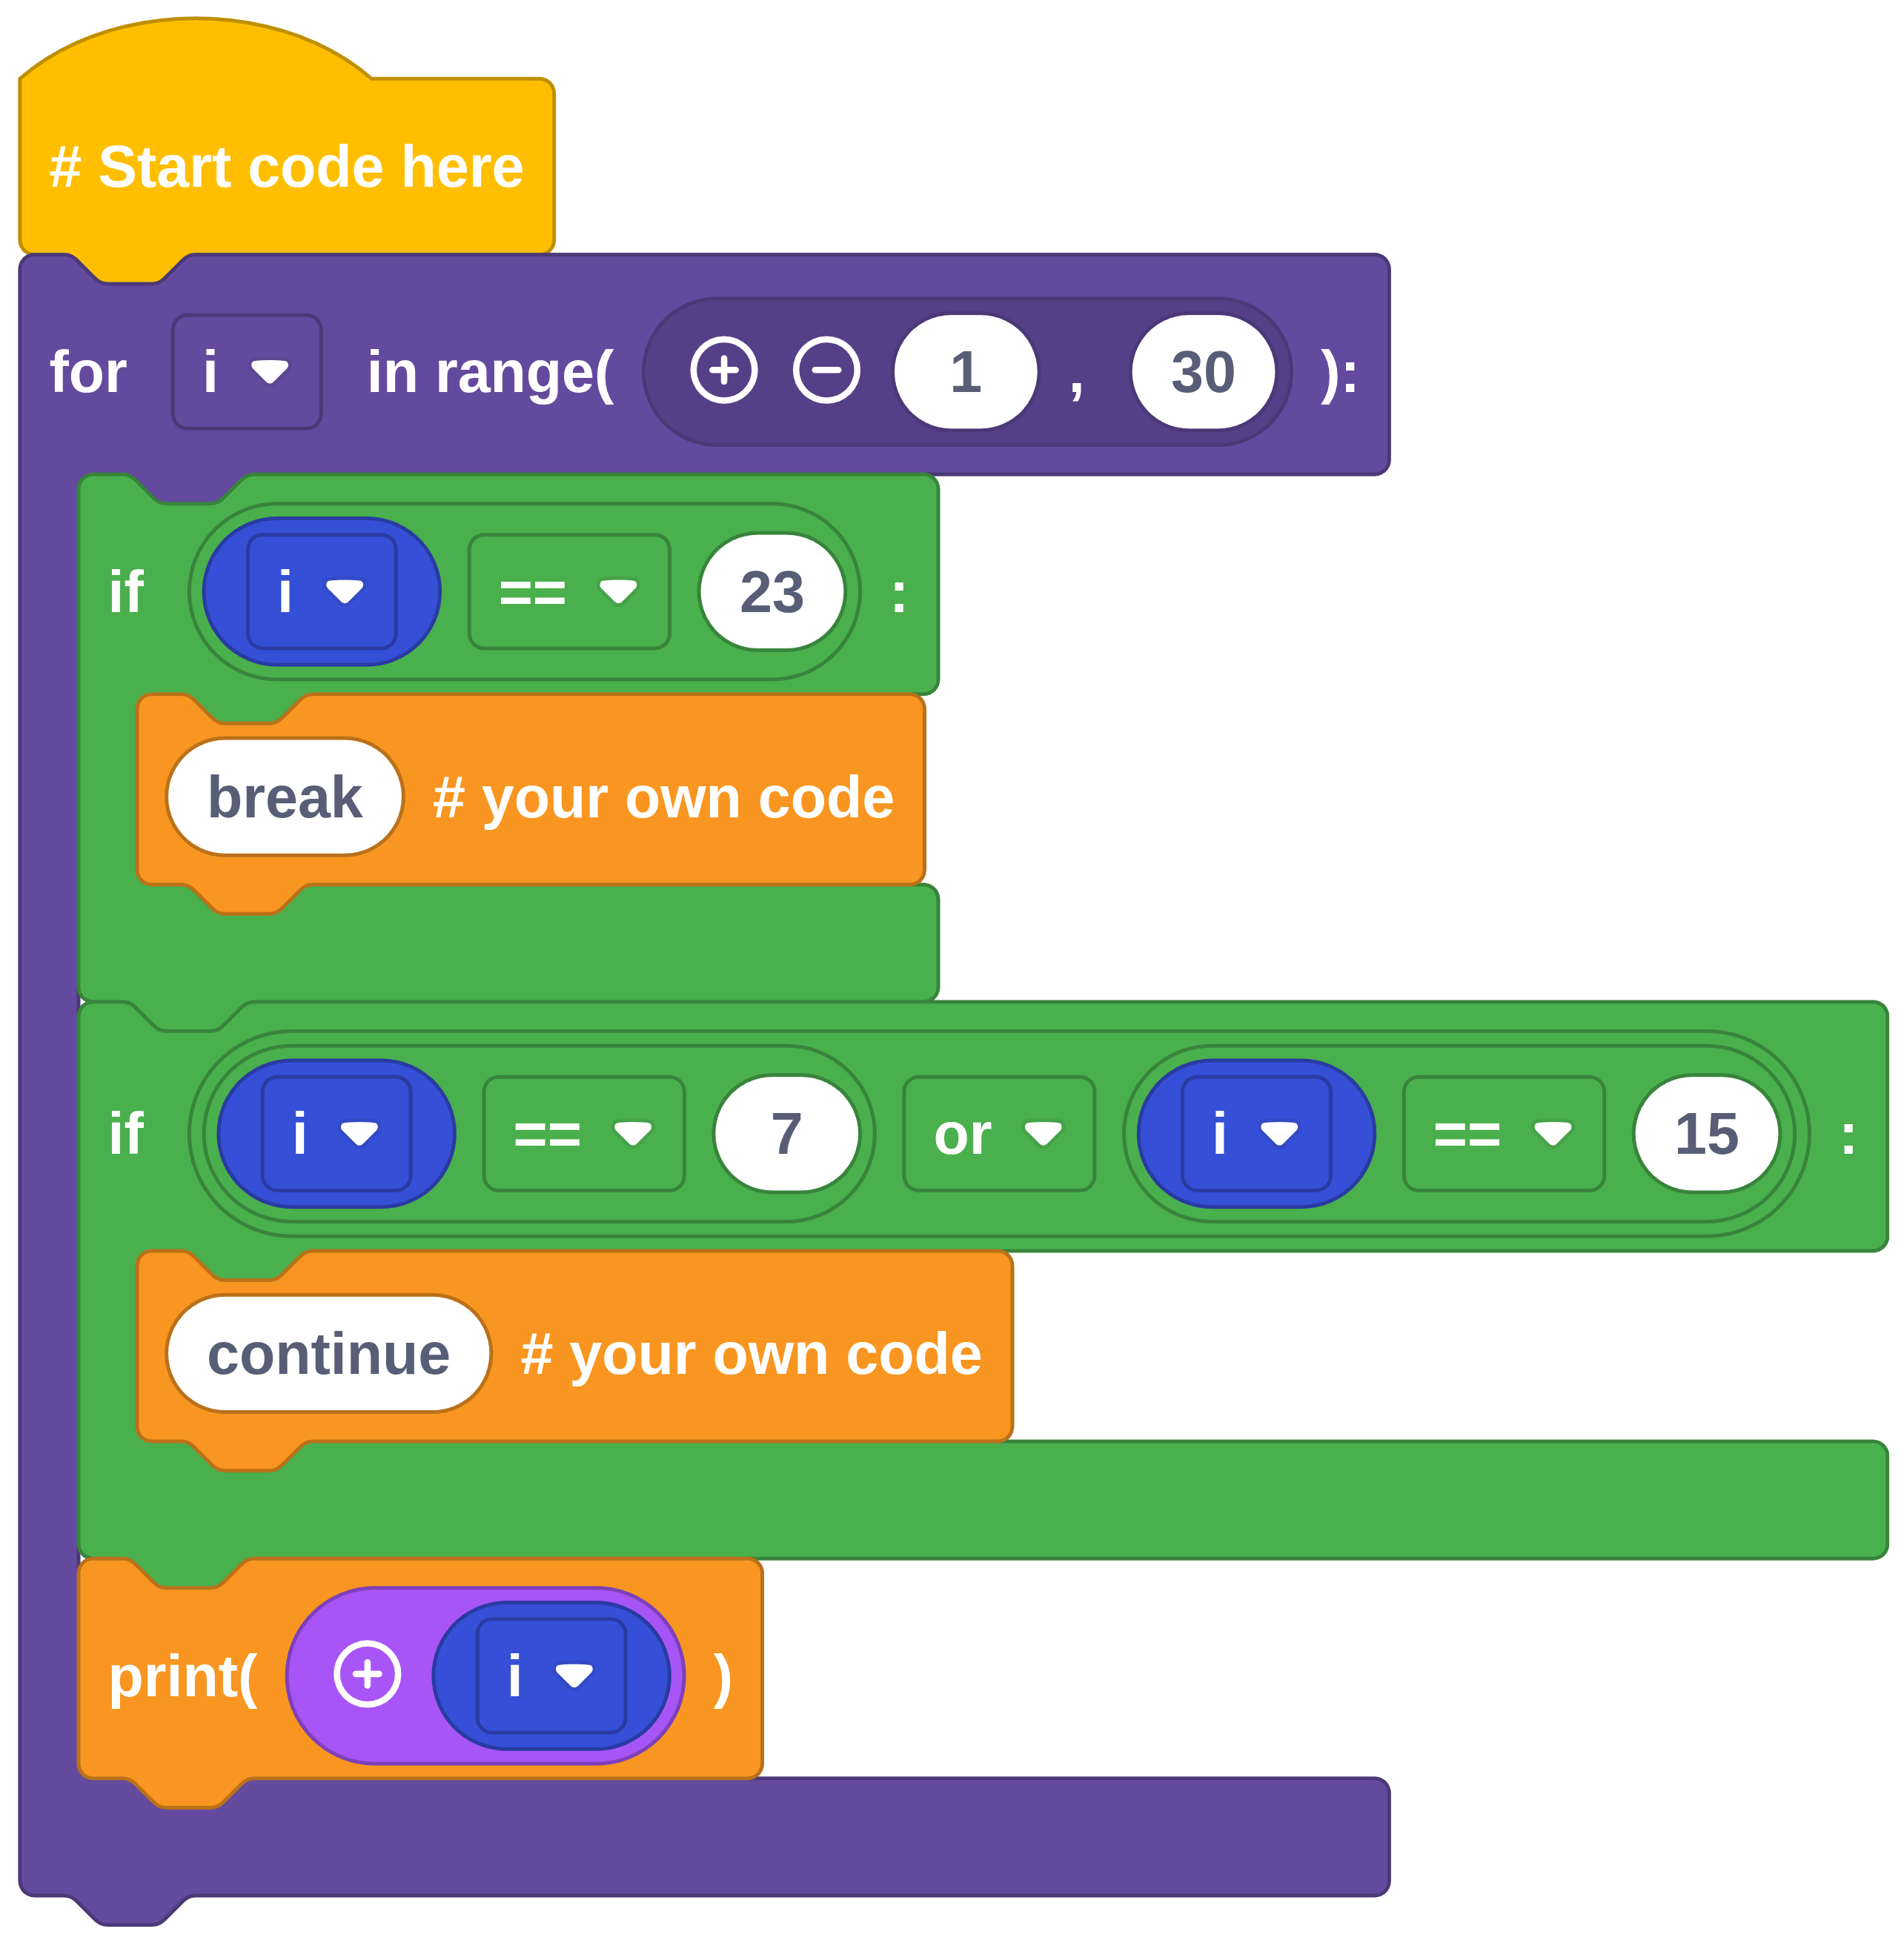 # Start code here
for i in range( 1 , 30 ):
if i == 23 :
break # your own code
if i == 7 or i == 15 :
continue # your own code
print( i )